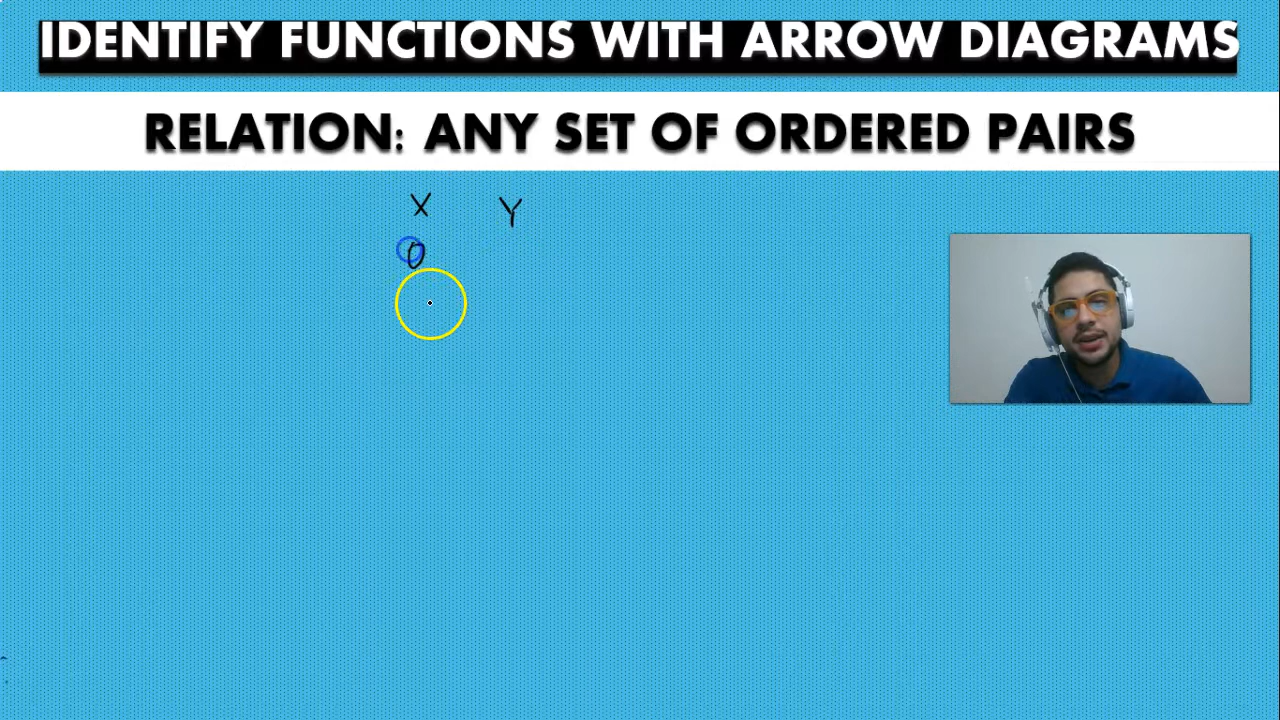 IDENTIFY FUNCTIONS WITH ARROW DIAGRAMS
RELATION: ANY SET OF ORDERED PAIRS
X Y
0